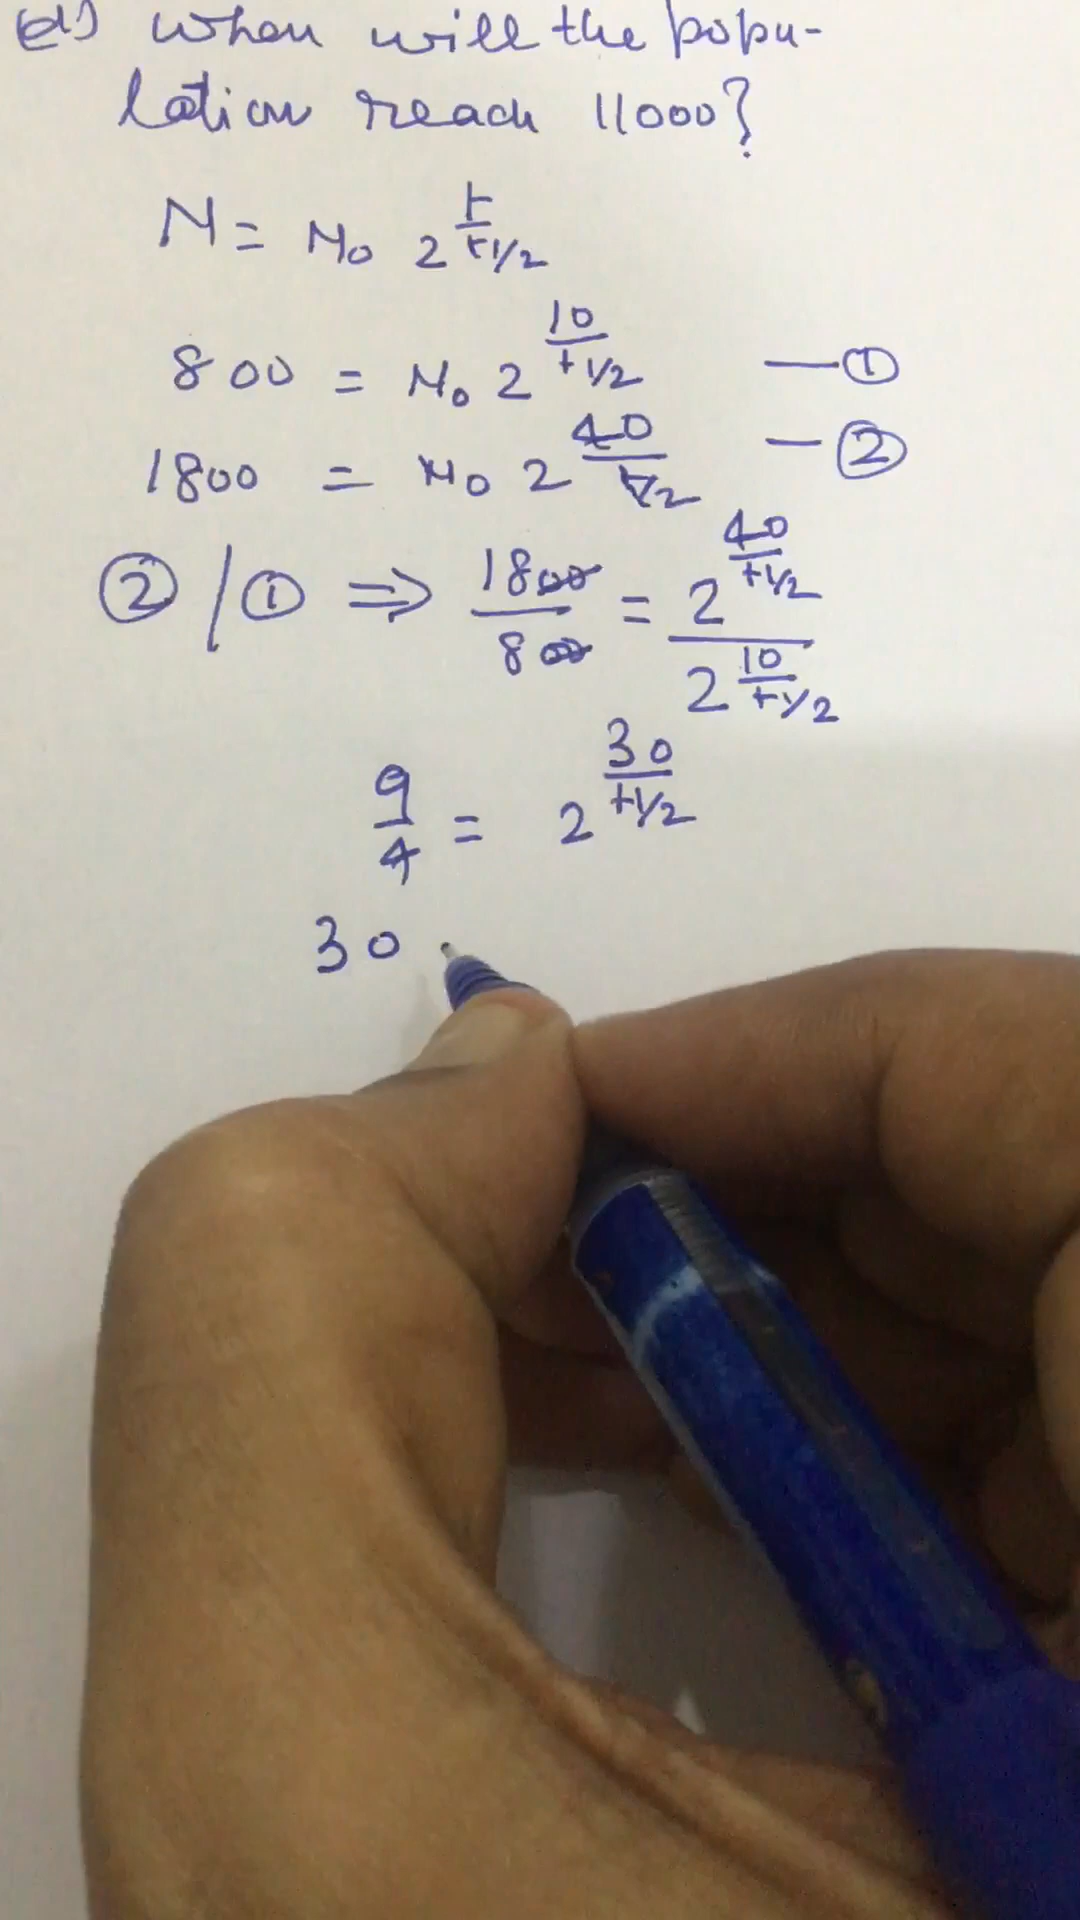 (d) When will the popu-
lation reach 11000?
N = N₀ 2^(t/t1/2)
800 = N₀ 2^(10/t1/2) — ①
1800 = N₀ 2^(40/t1/2) — ②
② / ① ⇒ 1800/800 = 2^(40/t1/2) / 2^(10/t1/2)
9/4 = 2^(30/t1/2)
30